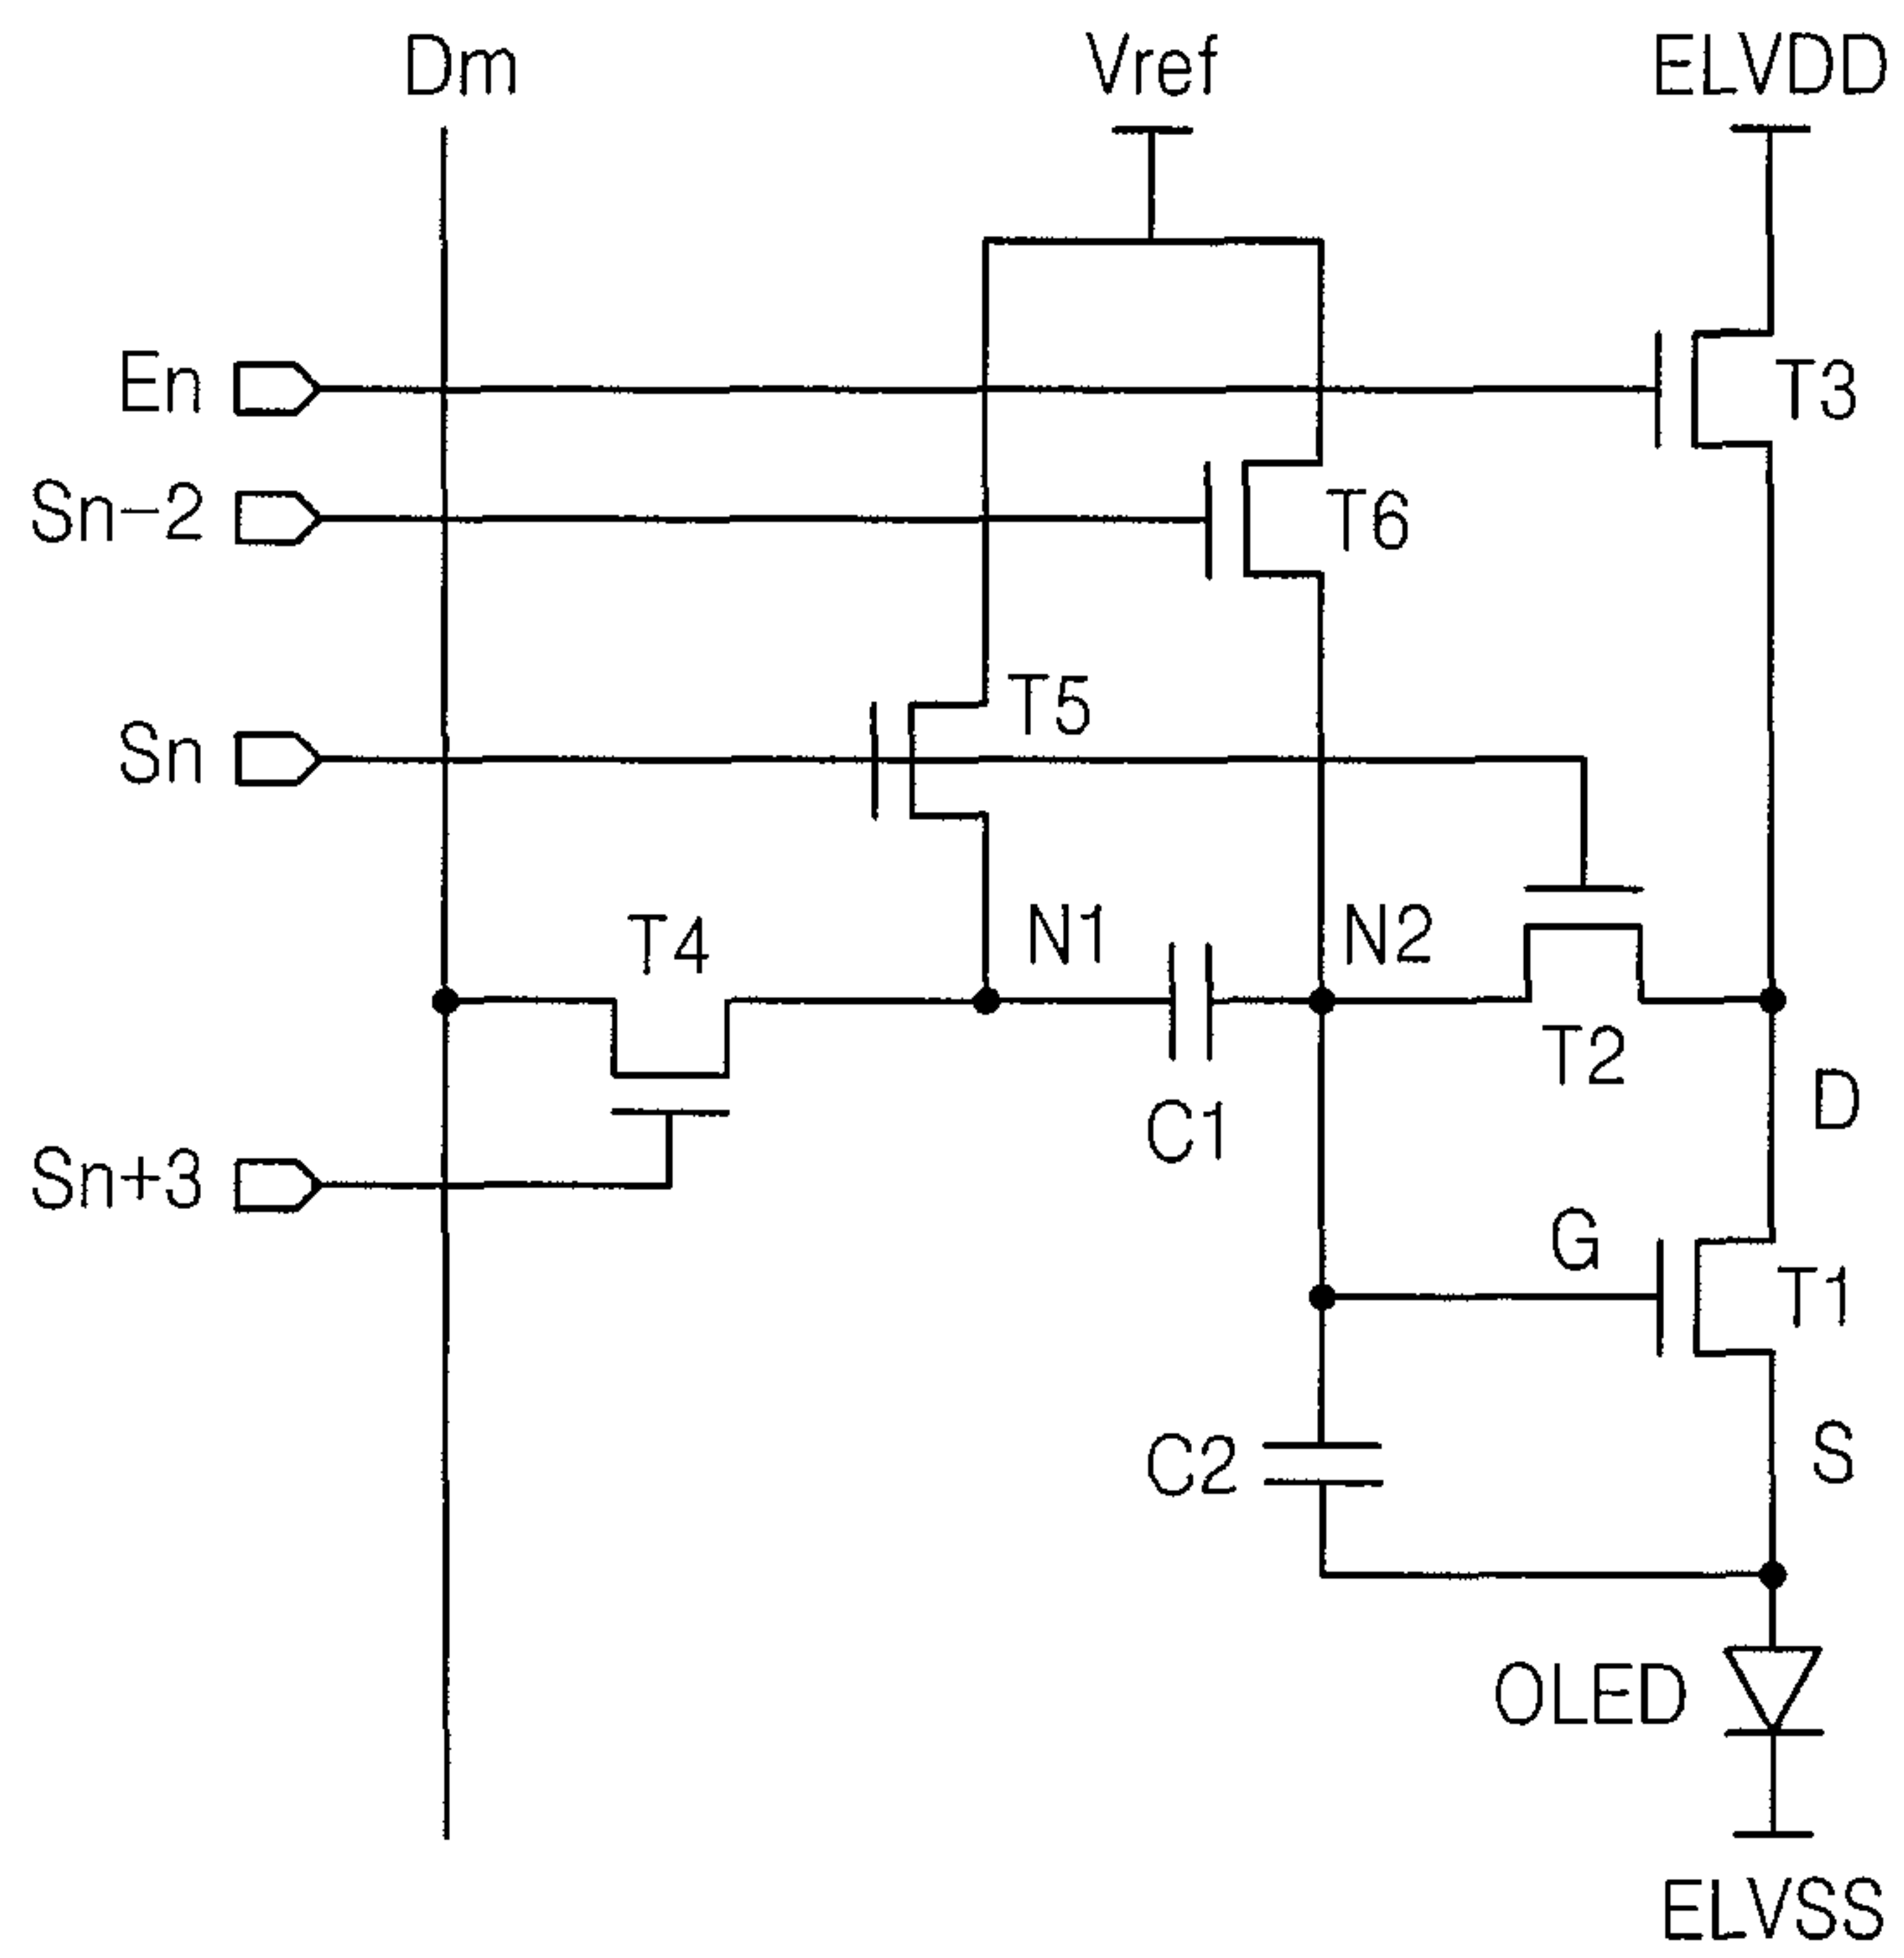 Dm
Vref
ELVDD
En
T3
Sn-2
T6
T5
Sn
T4
N1
N2
T2
C1
D
Sn+3
G
T1
C2
S
OLED
ELVSS